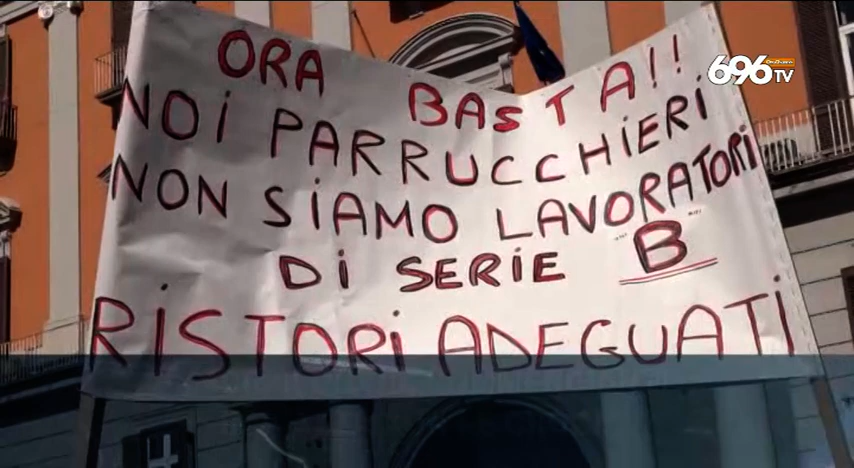 ORA BASTA!!
NOI PARRUCCHIERI
NON SIAMO LAVORATORI
DI SERIE B
RISTORI ADEGUATI
696 TV